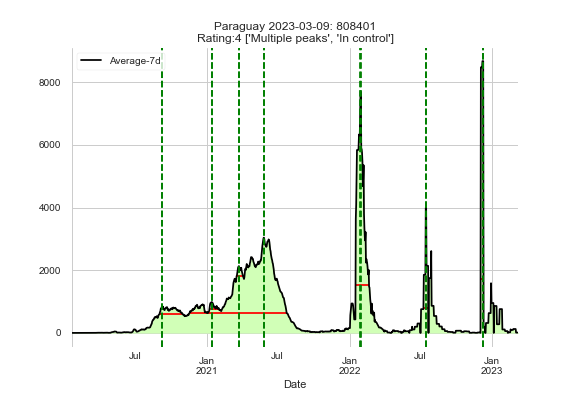 Paraguay 2023-03-09: 808401
Rating:4 ['Multiple peaks', 'In control']
Average-7d
8000
6000
4000
2000
0
Jul
Jan
2021
Jul
Jan
2022
Jul
Jan
2023
Date